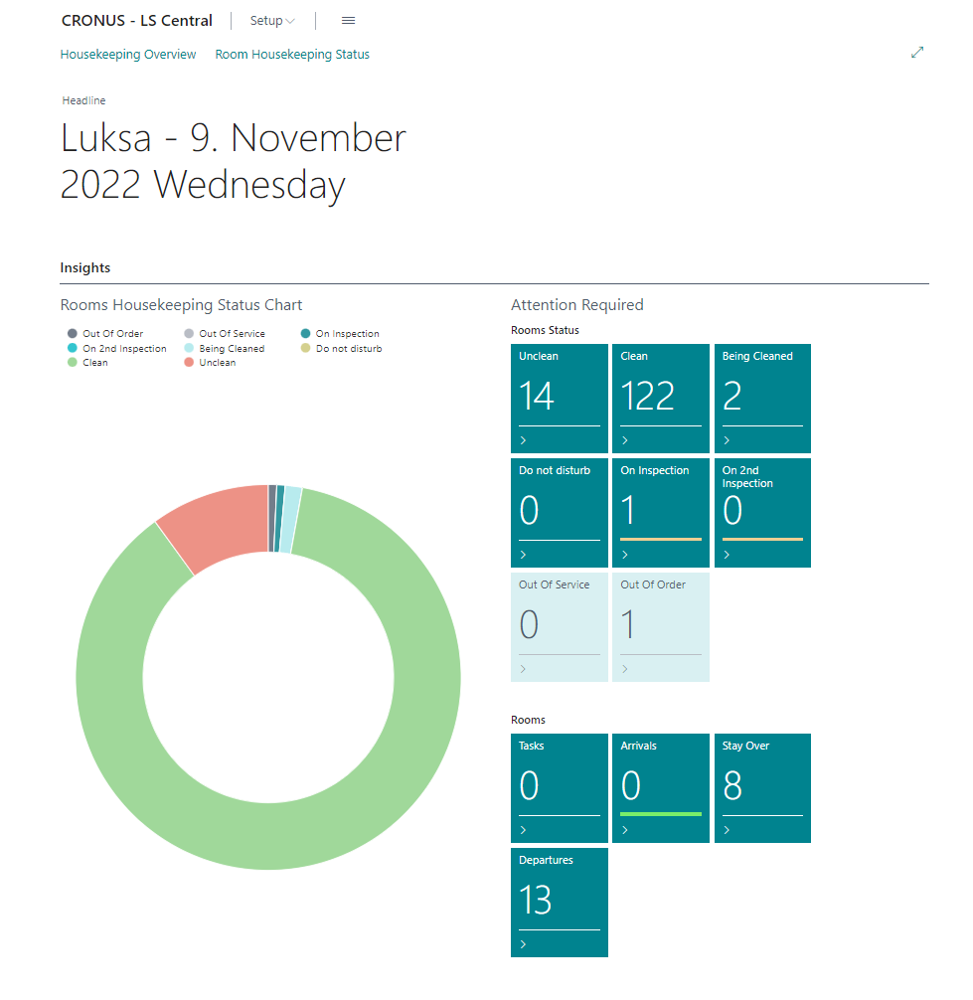 CRONUS - LS Central
Setup
Housekeeping Overview
Room Housekeeping Status
Headline
Luksa - 9. November
2022 Wednesday
Insights
Rooms Housekeeping Status Chart
Out Of Order
Out Of Service
On Inspection
On 2nd Inspection
Being Cleaned
Do not disturb
Clean
Unclean
Attention Required
Rooms Status
Unclean
14
Clean
122
Being Cleaned
2
Do not disturb
0
On Inspection
1
On 2nd
Inspection
0
Out Of Service
0
Out Of Order
1
Rooms
Tasks
0
Arrivals
0
Stay Over
8
Departures
13